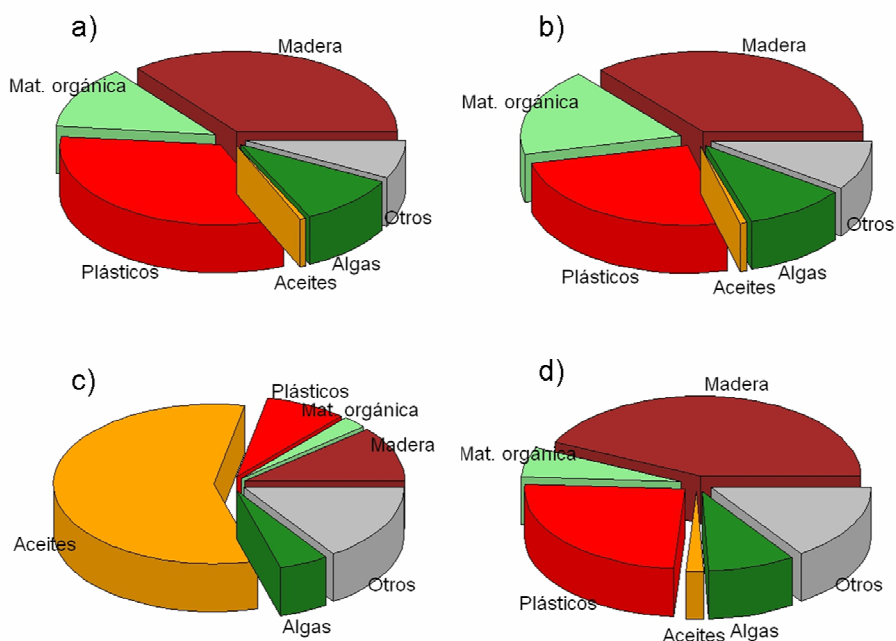 a)
Madera
Mat. orgánica
Otros
Algas
Aceites
Plásticos
b)
Madera
Mat. orgánica
Otros
Algas
Aceites
Plásticos
c)
Plásticos
Mat. orgánica
Madera
Aceites
Otros
Algas
d)
Madera
Mat. orgánica
Plásticos
Otros
Algas
Aceites